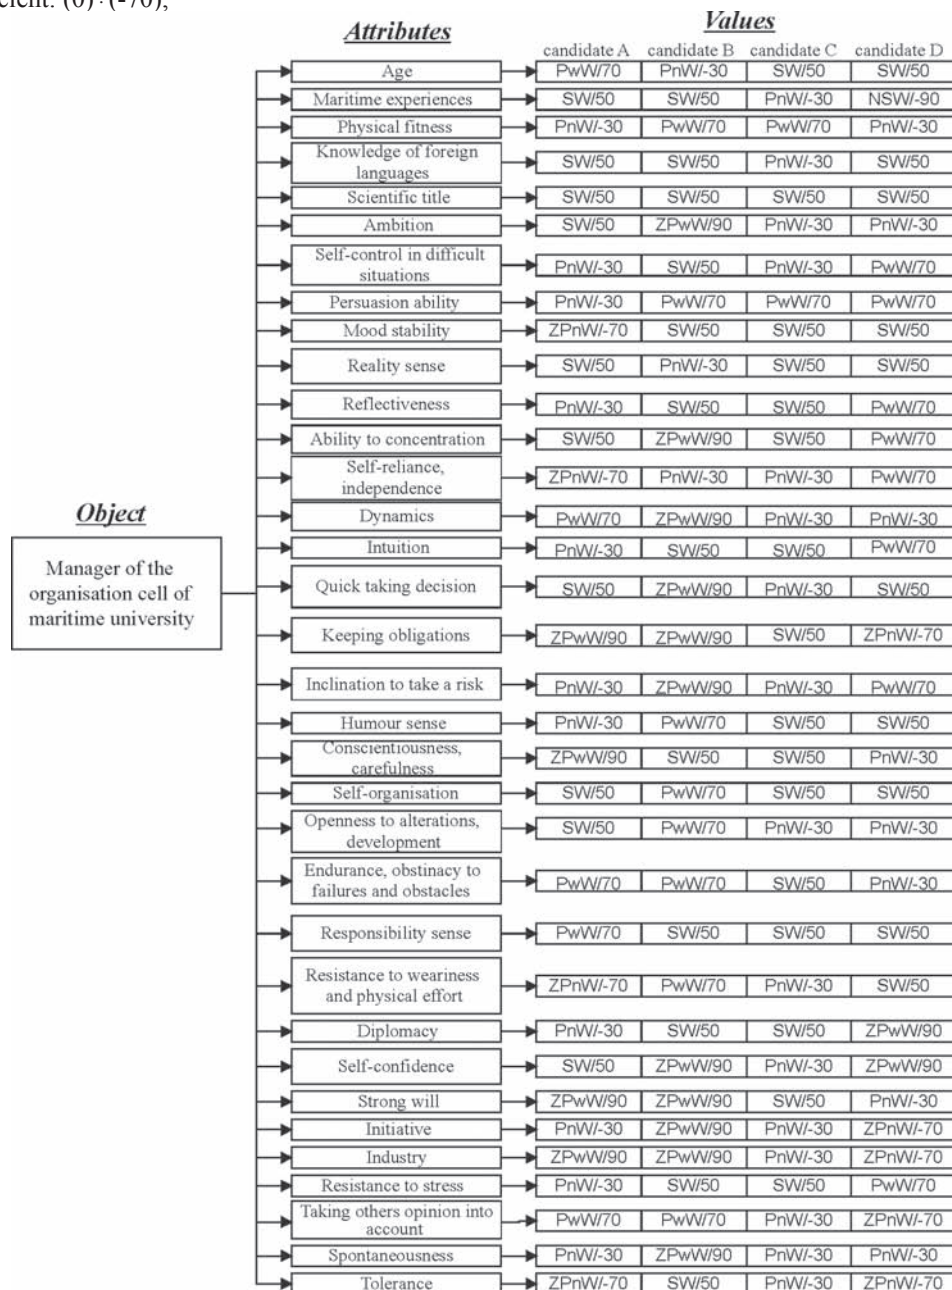 cient: (0)÷(-70);
Attributes
Values
candidate A candidate B candidate C candidate D
Age PwW/70 PnW/-30 SW/50 SW/50
Maritime experiences SW/50 SW/50 PnW/-30 NSW/-90
Physical fitness PnW/-30 PwW/70 PwW/70 PnW/-30
Knowledge of foreign
languages SW/50 SW/50 PnW/-30 SW/50
Scientific title SW/50 SW/50 SW/50 SW/50
Ambition SW/50 ZPwW/90 PnW/-30 PnW/-30
Self-control in difficult
situations PnW/-30 SW/50 PnW/-30 PwW/70
Persuasion ability PnW/-30 PwW/70 PwW/70 PwW/70
Mood stability ZPnW/-70 SW/50 SW/50 SW/50
Reality sense SW/50 PnW/-30 SW/50 SW/50
Reflectiveness PnW/-30 SW/50 SW/50 PwW/70
Ability to concentration SW/50 ZPwW/90 SW/50 PwW/70
Self-reliance,
independence ZPnW/-70 PnW/-30 PnW/-30 PwW/70
Object
Dynamics PwW/70 ZPwW/90 PnW/-30 PnW/-30
Intuition PnW/-30 SW/50 SW/50 PwW/70
Manager of the
organisation cell of
maritime university
Quick taking decision SW/50 ZPwW/90 PnW/-30 SW/50
Keeping obligations ZPwW/90 ZPwW/90 SW/50 ZPnW/-70
Inclination to take a risk PnW/-30 ZPwW/90 PnW/-30 PwW/70
Humour sense PnW/-30 PwW/70 SW/50 SW/50
Conscientiousness,
carefulness ZPwW/90 SW/50 SW/50 PnW/-30
Self-organisation SW/50 PwW/70 SW/50 SW/50
Openness to alterations,
development SW/50 PwW/70 PnW/-30 PnW/-30
Endurance, obstinacy to
failures and obstacles PwW/70 PwW/70 SW/50 PnW/-30
Responsibility sense PwW/70 SW/50 SW/50 SW/50
Resistance to weariness
and physical effort ZPnW/-70 PwW/70 PnW/-30 SW/50
Diplomacy PnW/-30 SW/50 SW/50 ZPwW/90
Self-confidence SW/50 ZPwW/90 PnW/-30 ZPwW/90
Strong will ZPwW/90 ZPwW/90 SW/50 PnW/-30
Initiative PnW/-30 ZPwW/90 PnW/-30 ZPnW/-70
Industry ZPwW/90 ZPwW/90 PnW/-30 ZPnW/-70
Resistance to stress PnW/-30 SW/50 SW/50 PwW/70
Taking others opinion into
account PwW/70 PwW/70 PnW/-30 ZPnW/-70
Spontaneousness PnW/-30 ZPwW/90 PnW/-30 PnW/-30
Tolerance ZPnW/-70 SW/50 PnW/-30 ZPnW/-70